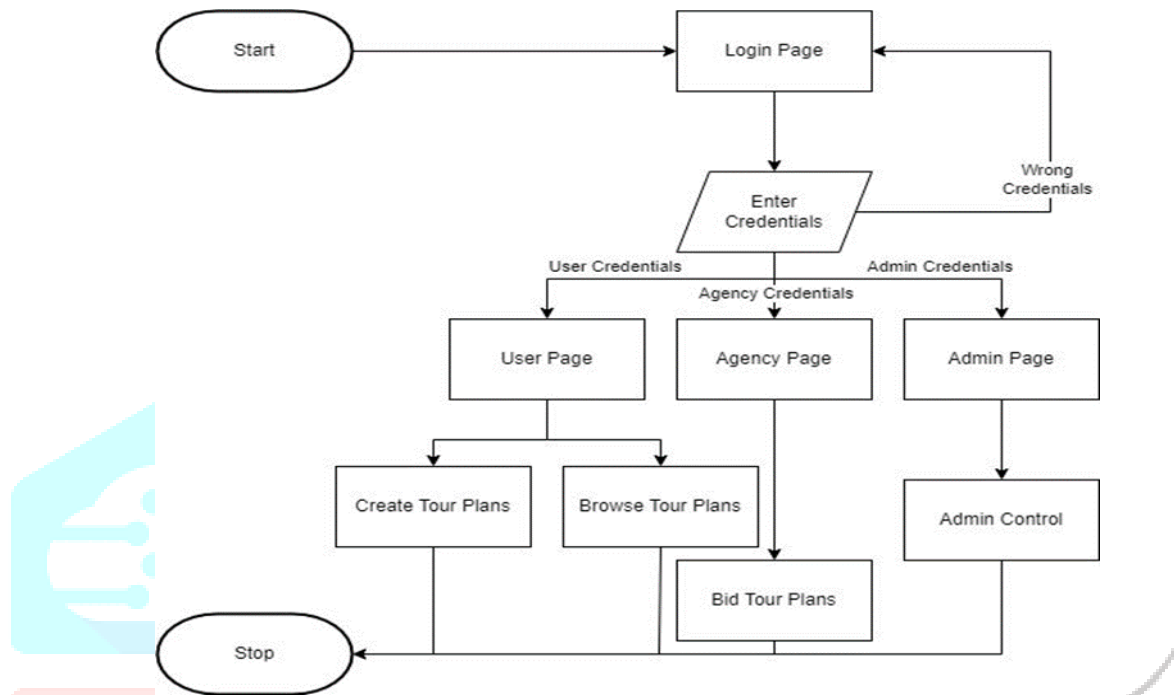 Start
Login Page
Wrong
Credentials
Enter
Credentials
User Credentials
Admin Credentials
Agency Credentials
User Page
Agency Page
Admin Page
Create Tour Plans
Browse Tour Plans
Admin Control
Bid Tour Plans
Stop